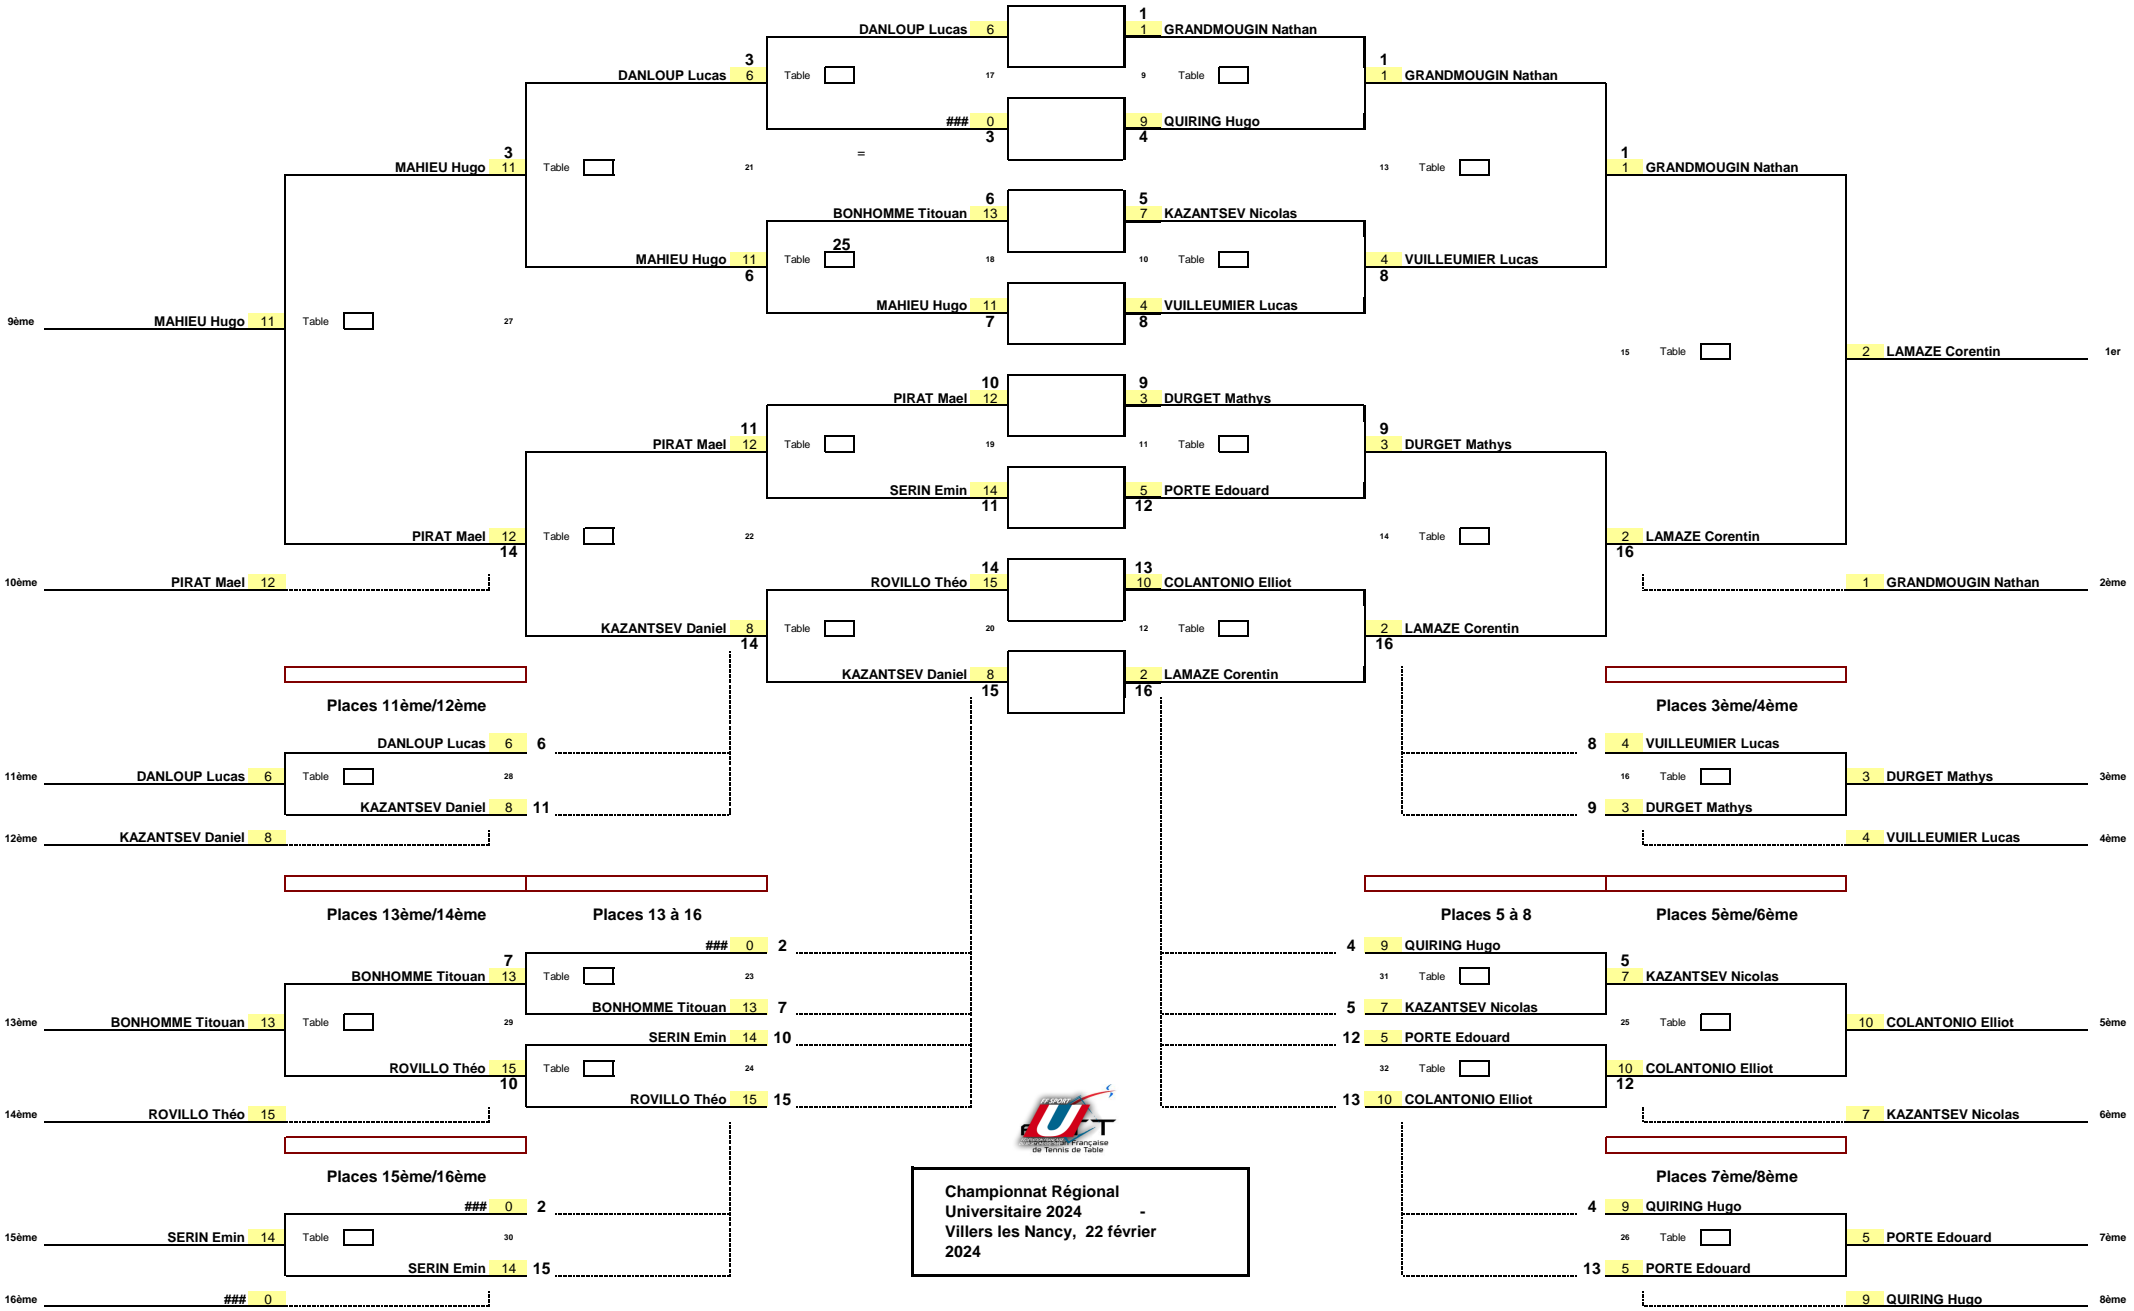 1
DANLOUP Lucas 6 1 GRANDMOUGIN Nathan
3 1
DANLOUP Lucas 6 Table 17 9 Table 1 GRANDMOUGIN Nathan
### 0 9 QUIRING Hugo
3 4
=
3 1
MAHIEU Hugo 11 Table 21 13 Table 1 GRANDMOUGIN Nathan
6 5
BONHOMME Titouan 13 7 KAZANTSEV Nicolas
25
MAHIEU Hugo 11 Table 18 10 Table 4 VUILLEUMIER Lucas
6 8
MAHIEU Hugo 11 4 VUILLEUMIER Lucas
7 8
9ème MAHIEU Hugo 11 Table 27
15 Table 2 LAMAZE Corentin 1er
10 9
PIRAT Mael 12 3 DURGET Mathys
11 9
PIRAT Mael 12 Table 19 11 Table 3 DURGET Mathys
SERIN Emin 14 5 PORTE Edouard
11 12
PIRAT Mael 12 Table 22 14 Table 2 LAMAZE Corentin
14 16
14 13
10ème PIRAT Mael 12 ROVILLO Théo 15 10 COLANTONIO Elliot 1 GRANDMOUGIN Nathan 2ème
KAZANTSEV Daniel 8 Table 20 12 Table 2 LAMAZE Corentin
14 16
KAZANTSEV Daniel 8 2 LAMAZE Corentin
15 16
Places 11ème/12ème Places 3ème/4ème
DANLOUP Lucas 6 6 8 4 VUILLEUMIER Lucas
11ème DANLOUP Lucas 6 Table 28 16 Table 3 DURGET Mathys 3ème
KAZANTSEV Daniel 8 11 9 3 DURGET Mathys
12ème KAZANTSEV Daniel 8 4 VUILLEUMIER Lucas 4ème
Places 13ème/14ème Places 13 à 16 Places 5 à 8 Places 5ème/6ème
### 0 2 4 9 QUIRING Hugo
7 5
BONHOMME Titouan 13 Table 23 31 Table 7 KAZANTSEV Nicolas
BONHOMME Titouan 13 7 5 7 KAZANTSEV Nicolas
13ème BONHOMME Titouan 13 Table 29 25 Table 10 COLANTONIO Elliot 5ème
SERIN Emin 14 10 12 5 PORTE Edouard
ROVILLO Théo 15 Table 24 32 Table 10 COLANTONIO Elliot
10 12
ROVILLO Théo 15 15 13 10 COLANTONIO Elliot
14ème ROVILLO Théo 15 7 KAZANTSEV Nicolas 6ème
FF SPORT
U
Française
de Tennis de Table
Places 15ème/16ème Places 7ème/8ème
### 0 2 4 9 QUIRING Hugo
15ème SERIN Emin 14 Table 30 26 Table 5 PORTE Edouard 7ème
SERIN Emin 14 15 13 5 PORTE Edouard
16ème ### 0 9 QUIRING Hugo 8ème
Championnat Régional
Universitaire 2024 -
Villers les Nancy, 22 février
2024